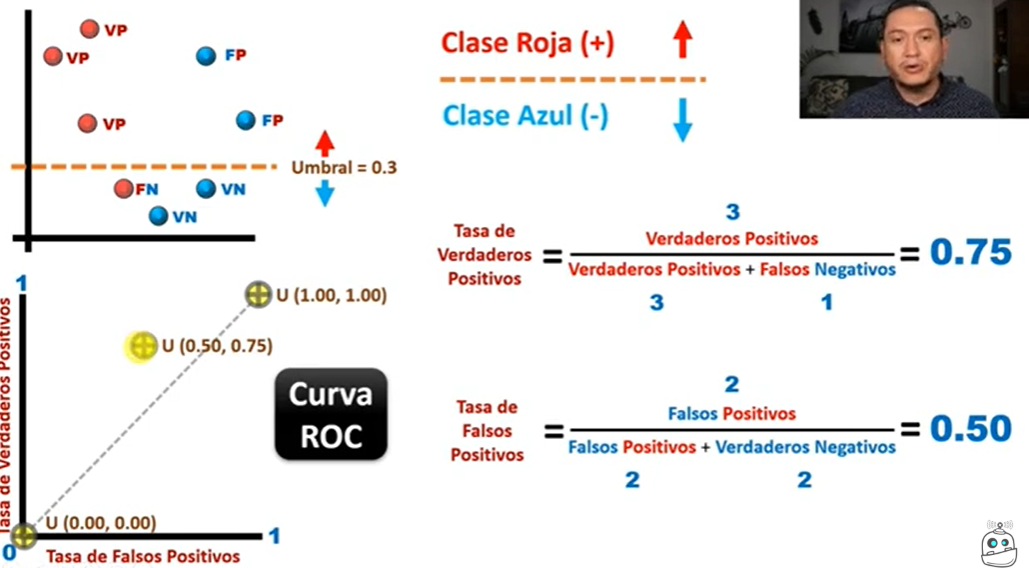 VP
VP
FP
VP
FP
Umbral = 0.3
FN
VN
VN
Clase Roja (+)
Clase Azul (-)
Tasa de
Verdaderos
Positivos
=
3
Verdaderos Positivos
Verdaderos Positivos + Falsos Negativos
3 1
= 0.75
1
Tasa de Verdaderos Positivos
U (1.00, 1.00)
U (0.50, 0.75)
U (0.00, 0.00)
0
1
Tasa de Falsos Positivos
Curva
ROC
Tasa de
Falsos
Positivos
=
2
Falsos Positivos
Falsos Positivos + Verdaderos Negativos
2 2
= 0.50